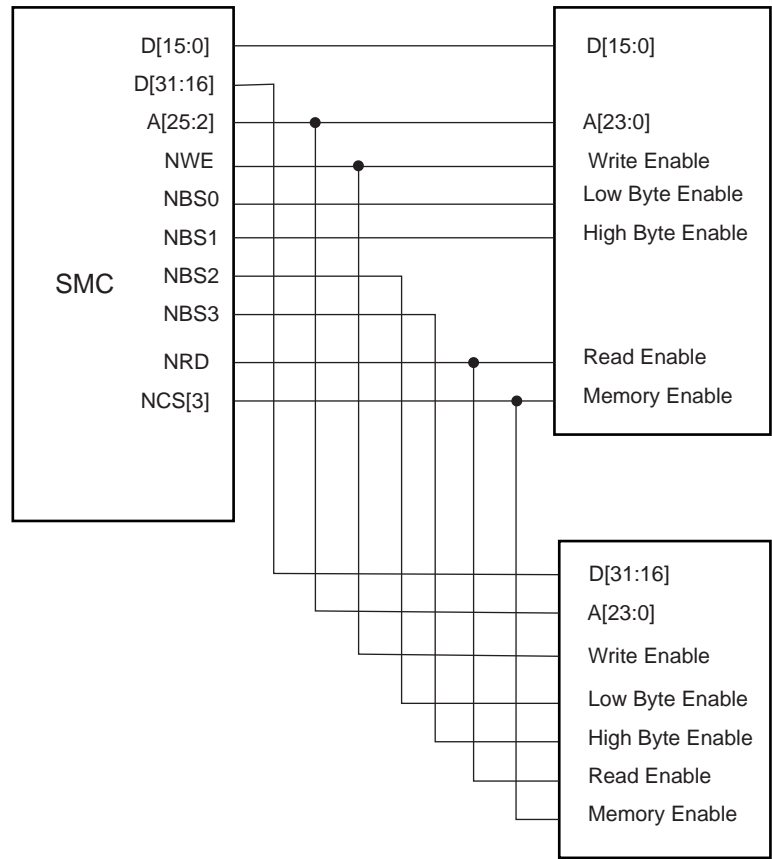 D[15:0]
D[31:16]
A[25:2]
NWE
NBS0
NBS1
NBS2
NBS3
NRD
NCS[3]
SMC
D[15:0]
A[23:0]
Write Enable
Low Byte Enable
High Byte Enable
Read Enable
Memory Enable
D[31:16]
A[23:0]
Write Enable
Low Byte Enable
High Byte Enable
Read Enable
Memory Enable